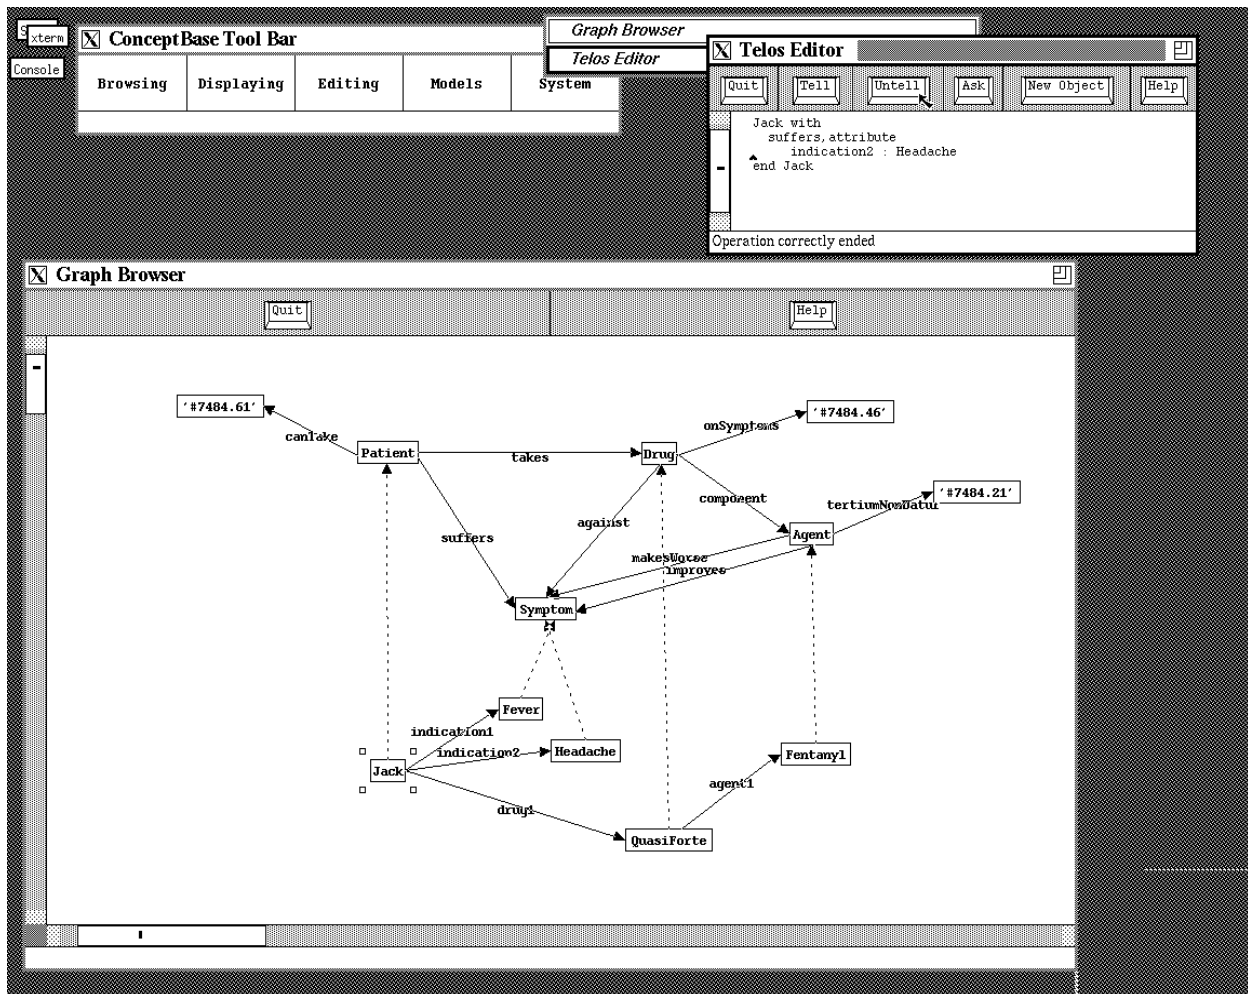 xterm
Console
X ConceptBase Tool Bar
Browsing Displaying Editing Models System
Graph Browser
Telos Editor
X Telos Editor
Quit Tell Untell Ask New Object Help
Jack with
suffers,attribute
indication2 : Headache
end Jack
Operation correctly ended
X Graph Browser
Quit Help
'#7484.61'
'#7484.46'
onSymptoms
canTake
Patient
takes
Drug
'#7484.21'
component
tertiumNonDatur
against
Agent
suffers
makesWorse
improves
Symptom
Fever
indication1
indication2
Headache
Fentanyl
Jack
agent1
drug1
QuasiForte